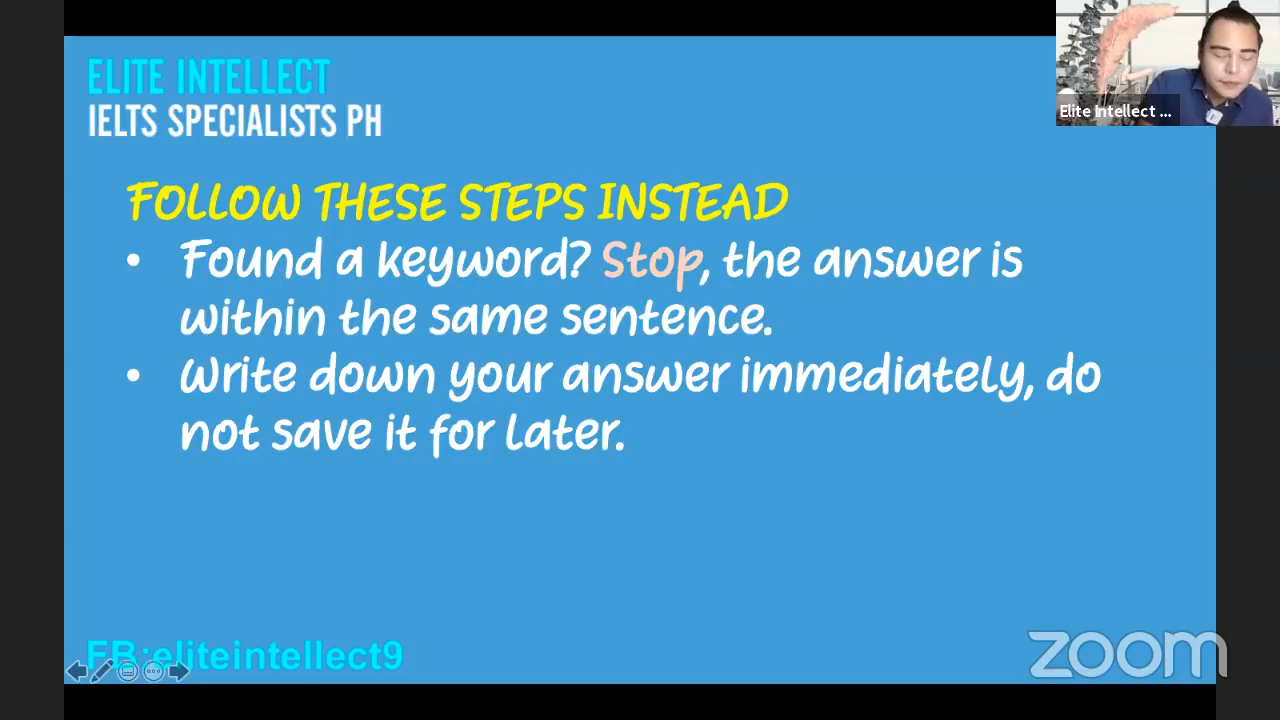 ELITE INTELLECT
IELTS SPECIALISTS PH
Elite Intellect ...
FOLLOW THESE STEPS INSTEAD
• Found a keyword? Stop, the answer is
within the same sentence.
• Write down your answer immediately, do
not save it for later.
FB:eliteintellect9
zoom